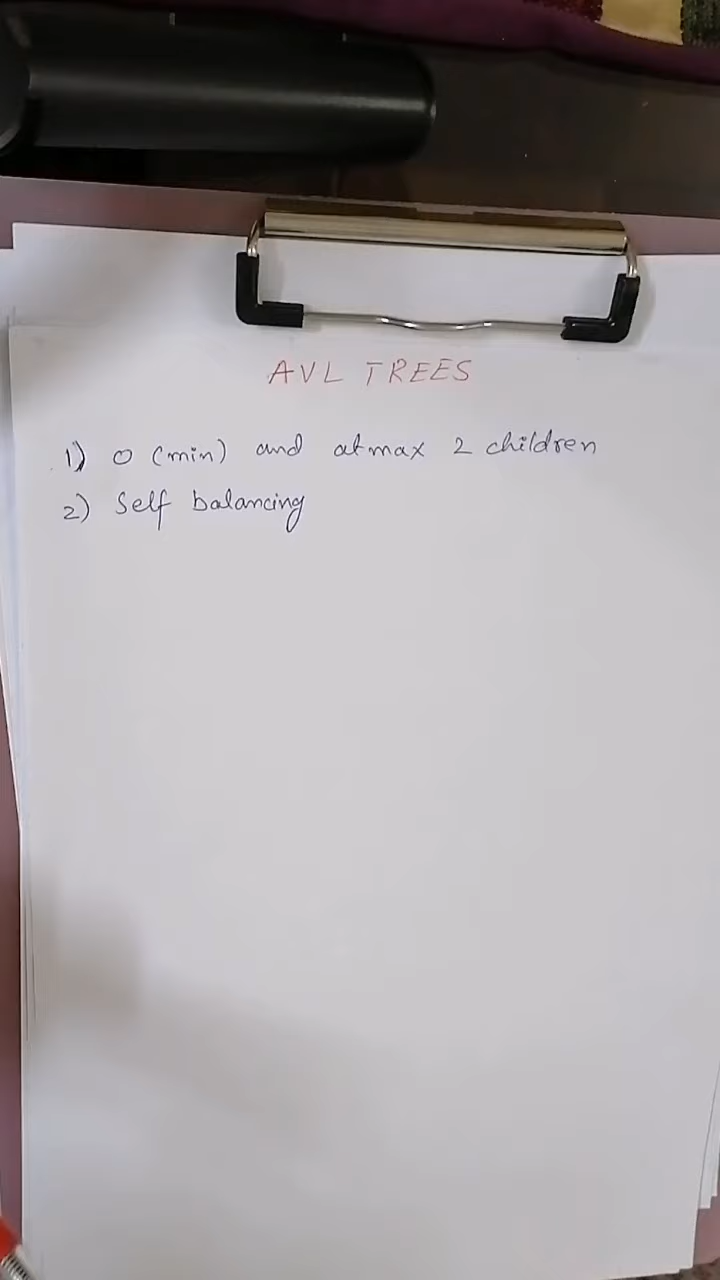 AVL TREES
1) 0 (min) and atmax 2 children
2) Self balancing